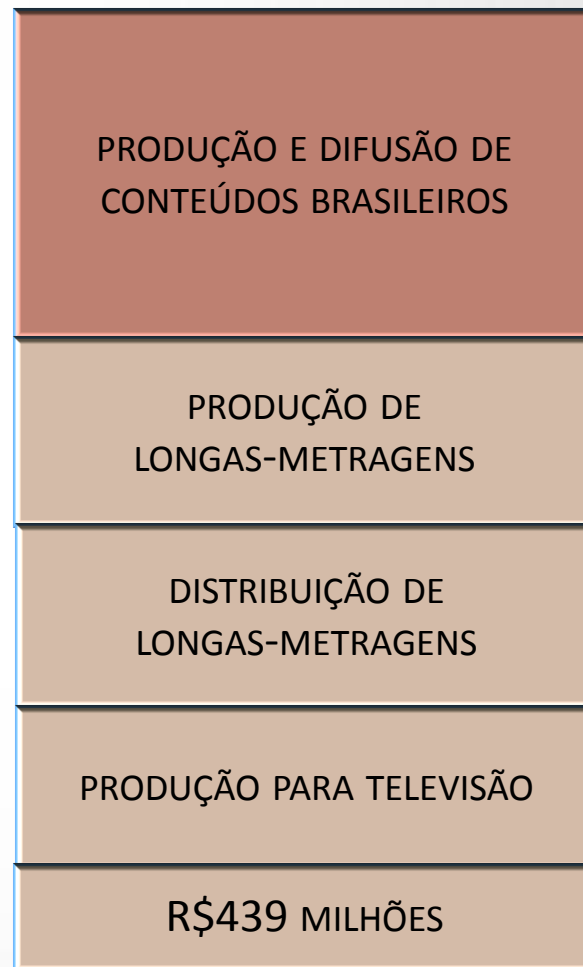 PRODUÇÃO E DIFUSÃO DE
CONTEÚDOS BRASILEIROS
PRODUÇÃO DE
LONGAS-METRAGENS
DISTRIBUIÇÃO DE
LONGAS-METRAGENS
PRODUÇÃO PARA TELEVISÃO
R$439 MILHÕES